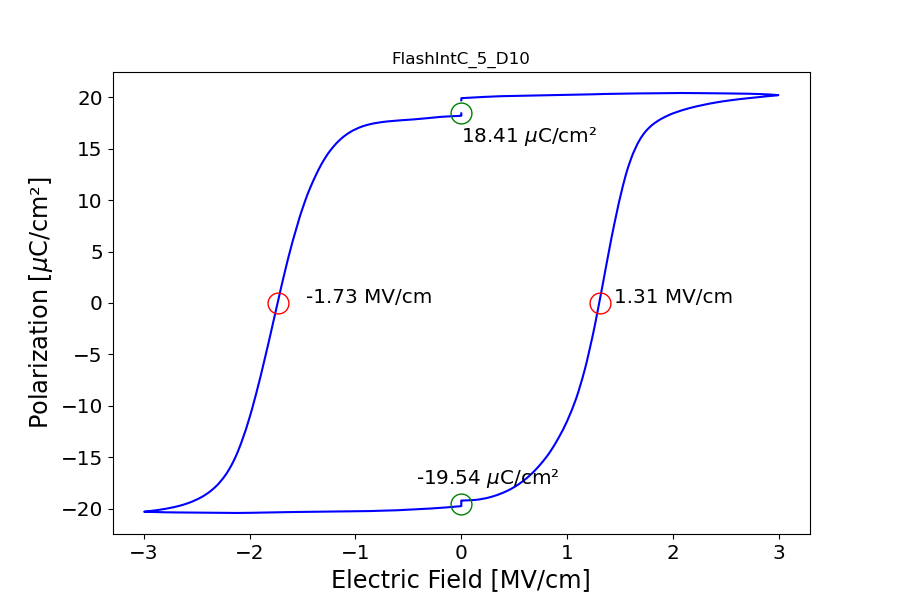 FlashIntC_5_D10
Polarization [μC/cm²]
20
15
10
5
0
−5
−10
−15
−20
18.41 μC/cm²
-1.73 MV/cm
1.31 MV/cm
-19.54 μC/cm²
−3
−2
−1
0
1
2
3
Electric Field [MV/cm]